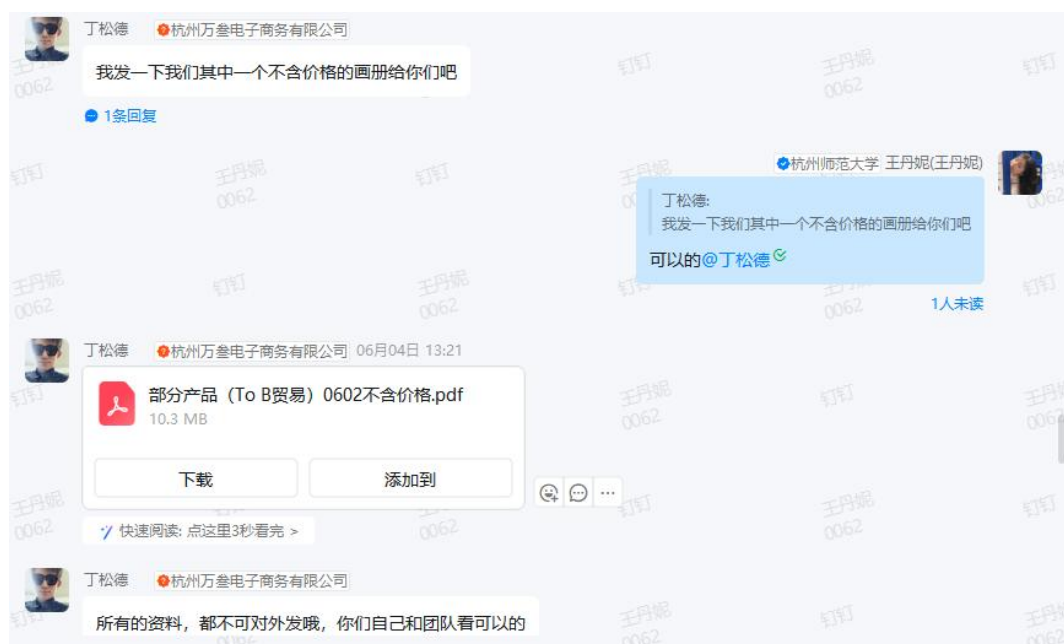 丁松德 杭州万叁电子商务有限公司
我发一下我们其中一个不含价格的画册给你们吧
1条回复
杭州师范大学 王丹妮(王丹妮)
丁松德:
我发一下我们其中一个不含价格的画册给你们吧
可以的@丁松德
1人未读
丁松德 杭州万叁电子商务有限公司 06月04日 13:21
部分产品（To B贸易）0602不含价格.pdf
10.3 MB
下载 添加到
快速阅读: 点这里3秒看完 >
丁松德 杭州万叁电子商务有限公司
所有的资料，都不可对外发哦，你们自己和团队看可以的
钉钉
王丹妮
0062